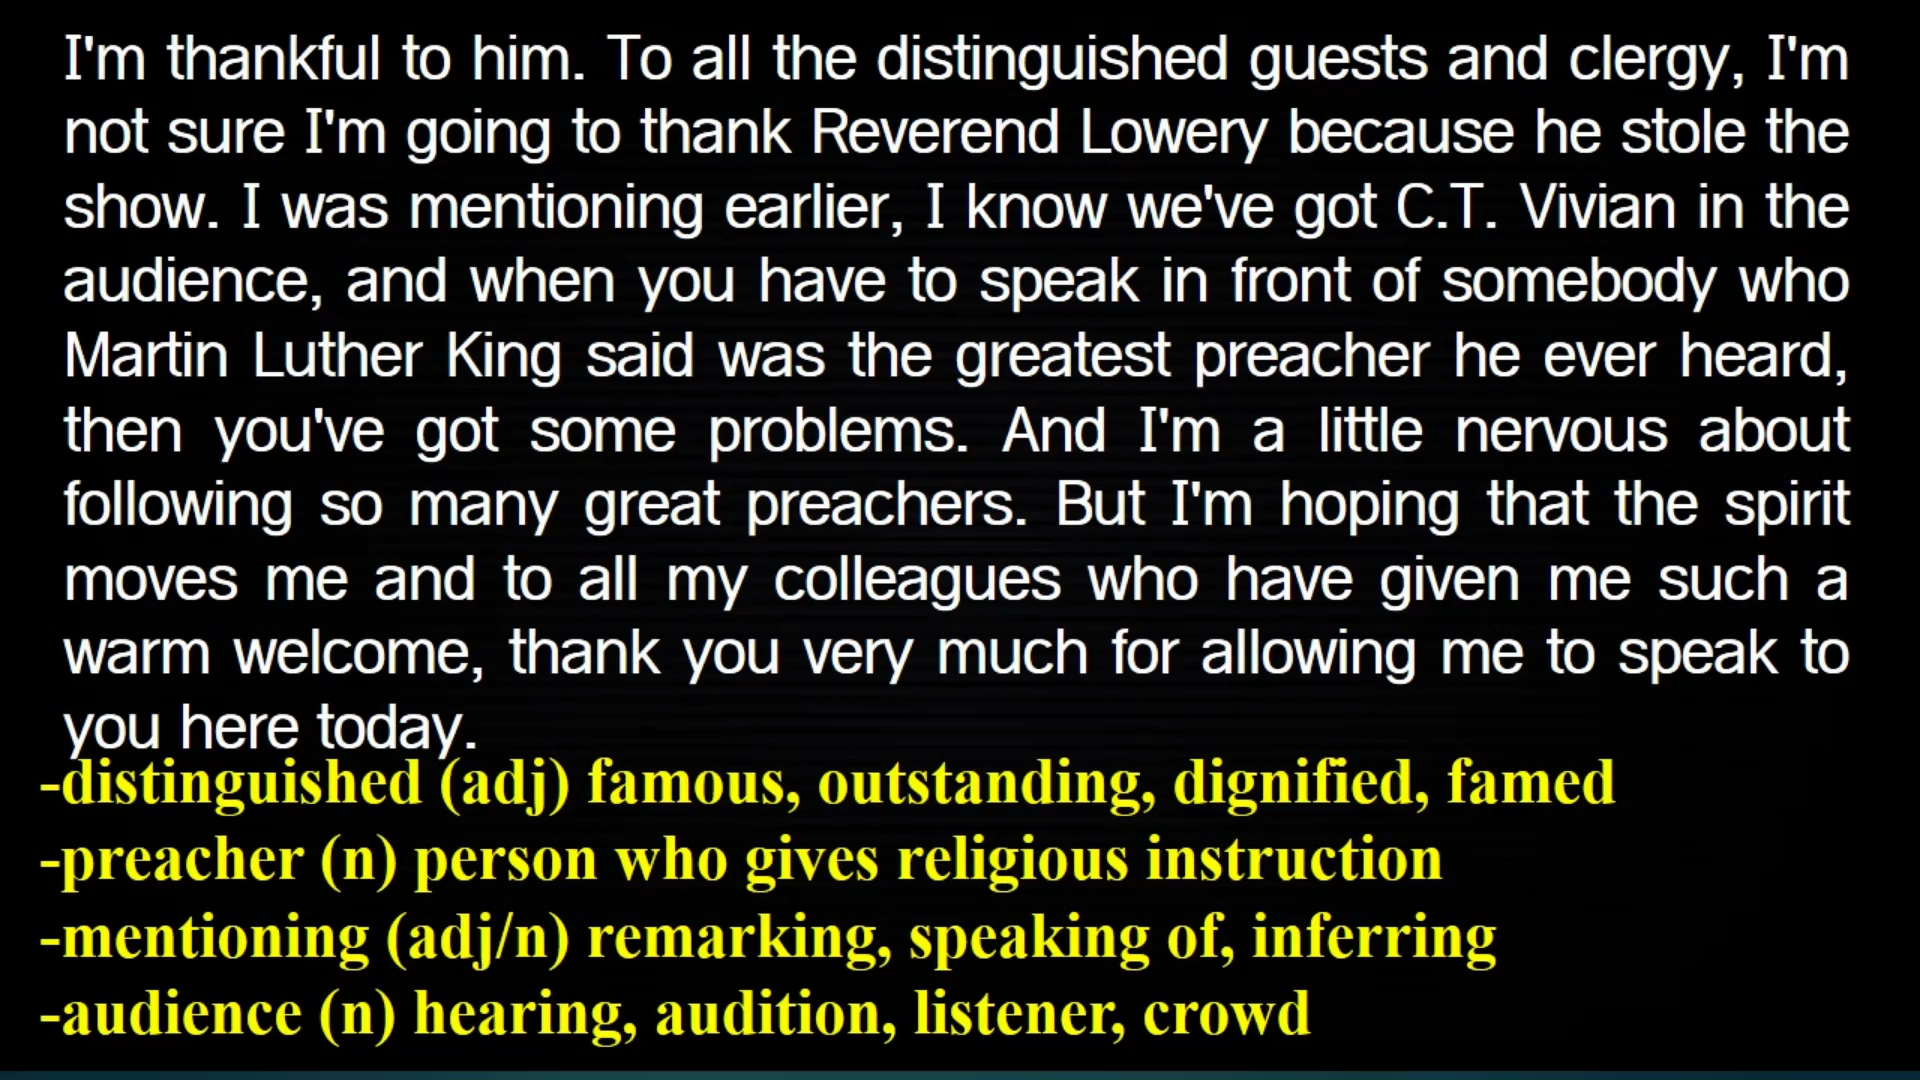 I'm thankful to him. To all the distinguished guests and clergy, I'm
not sure I'm going to thank Reverend Lowery because he stole the
show. I was mentioning earlier, I know we've got C.T. Vivian in the
audience, and when you have to speak in front of somebody who
Martin Luther King said was the greatest preacher he ever heard,
then you've got some problems. And I'm a little nervous about
following so many great preachers. But I'm hoping that the spirit
moves me and to all my colleagues who have given me such a
warm welcome, thank you very much for allowing me to speak to
you here today.
-distinguished (adj) famous, outstanding, dignified, famed
-preacher (n) person who gives religious instruction
-mentioning (adj/n) remarking, speaking of, inferring
-audience (n) hearing, audition, listener, crowd